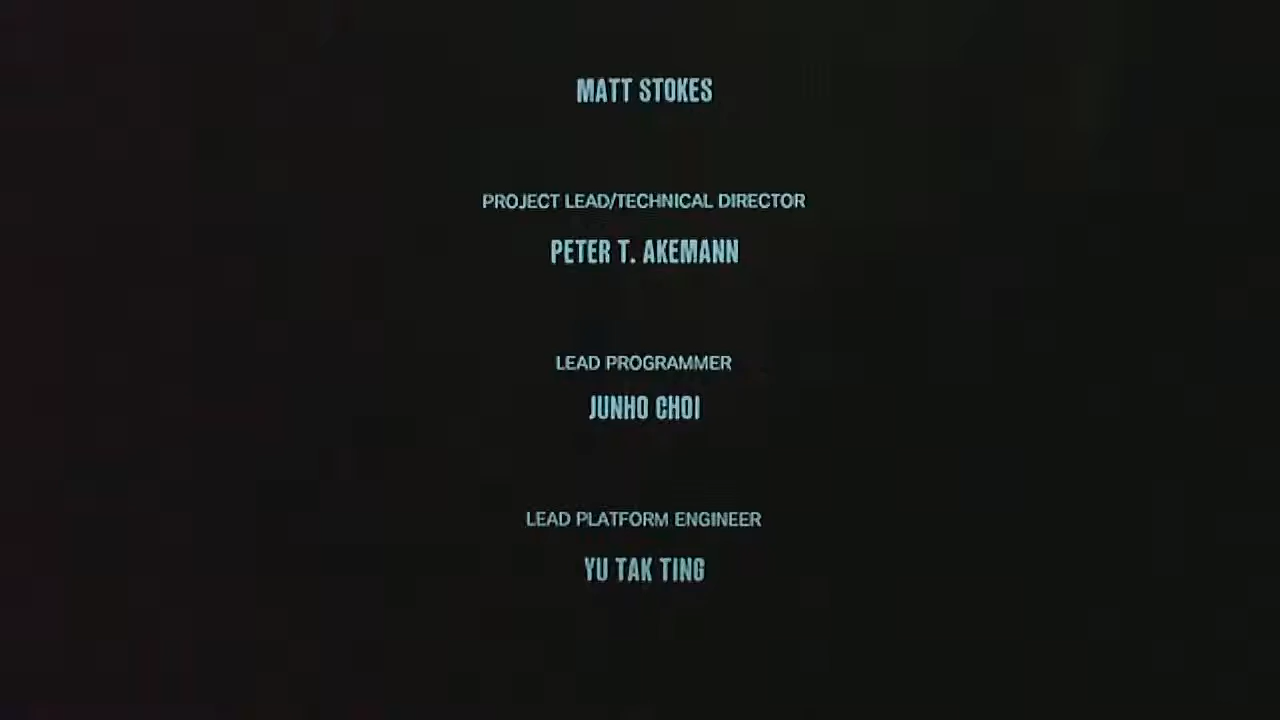 MATT STOKES
PROJECT LEAD/TECHNICAL DIRECTOR
PETER T. AKEMANN
LEAD PROGRAMMER
JUNHO CHOI
LEAD PLATFORM ENGINEER
YU TAK TING